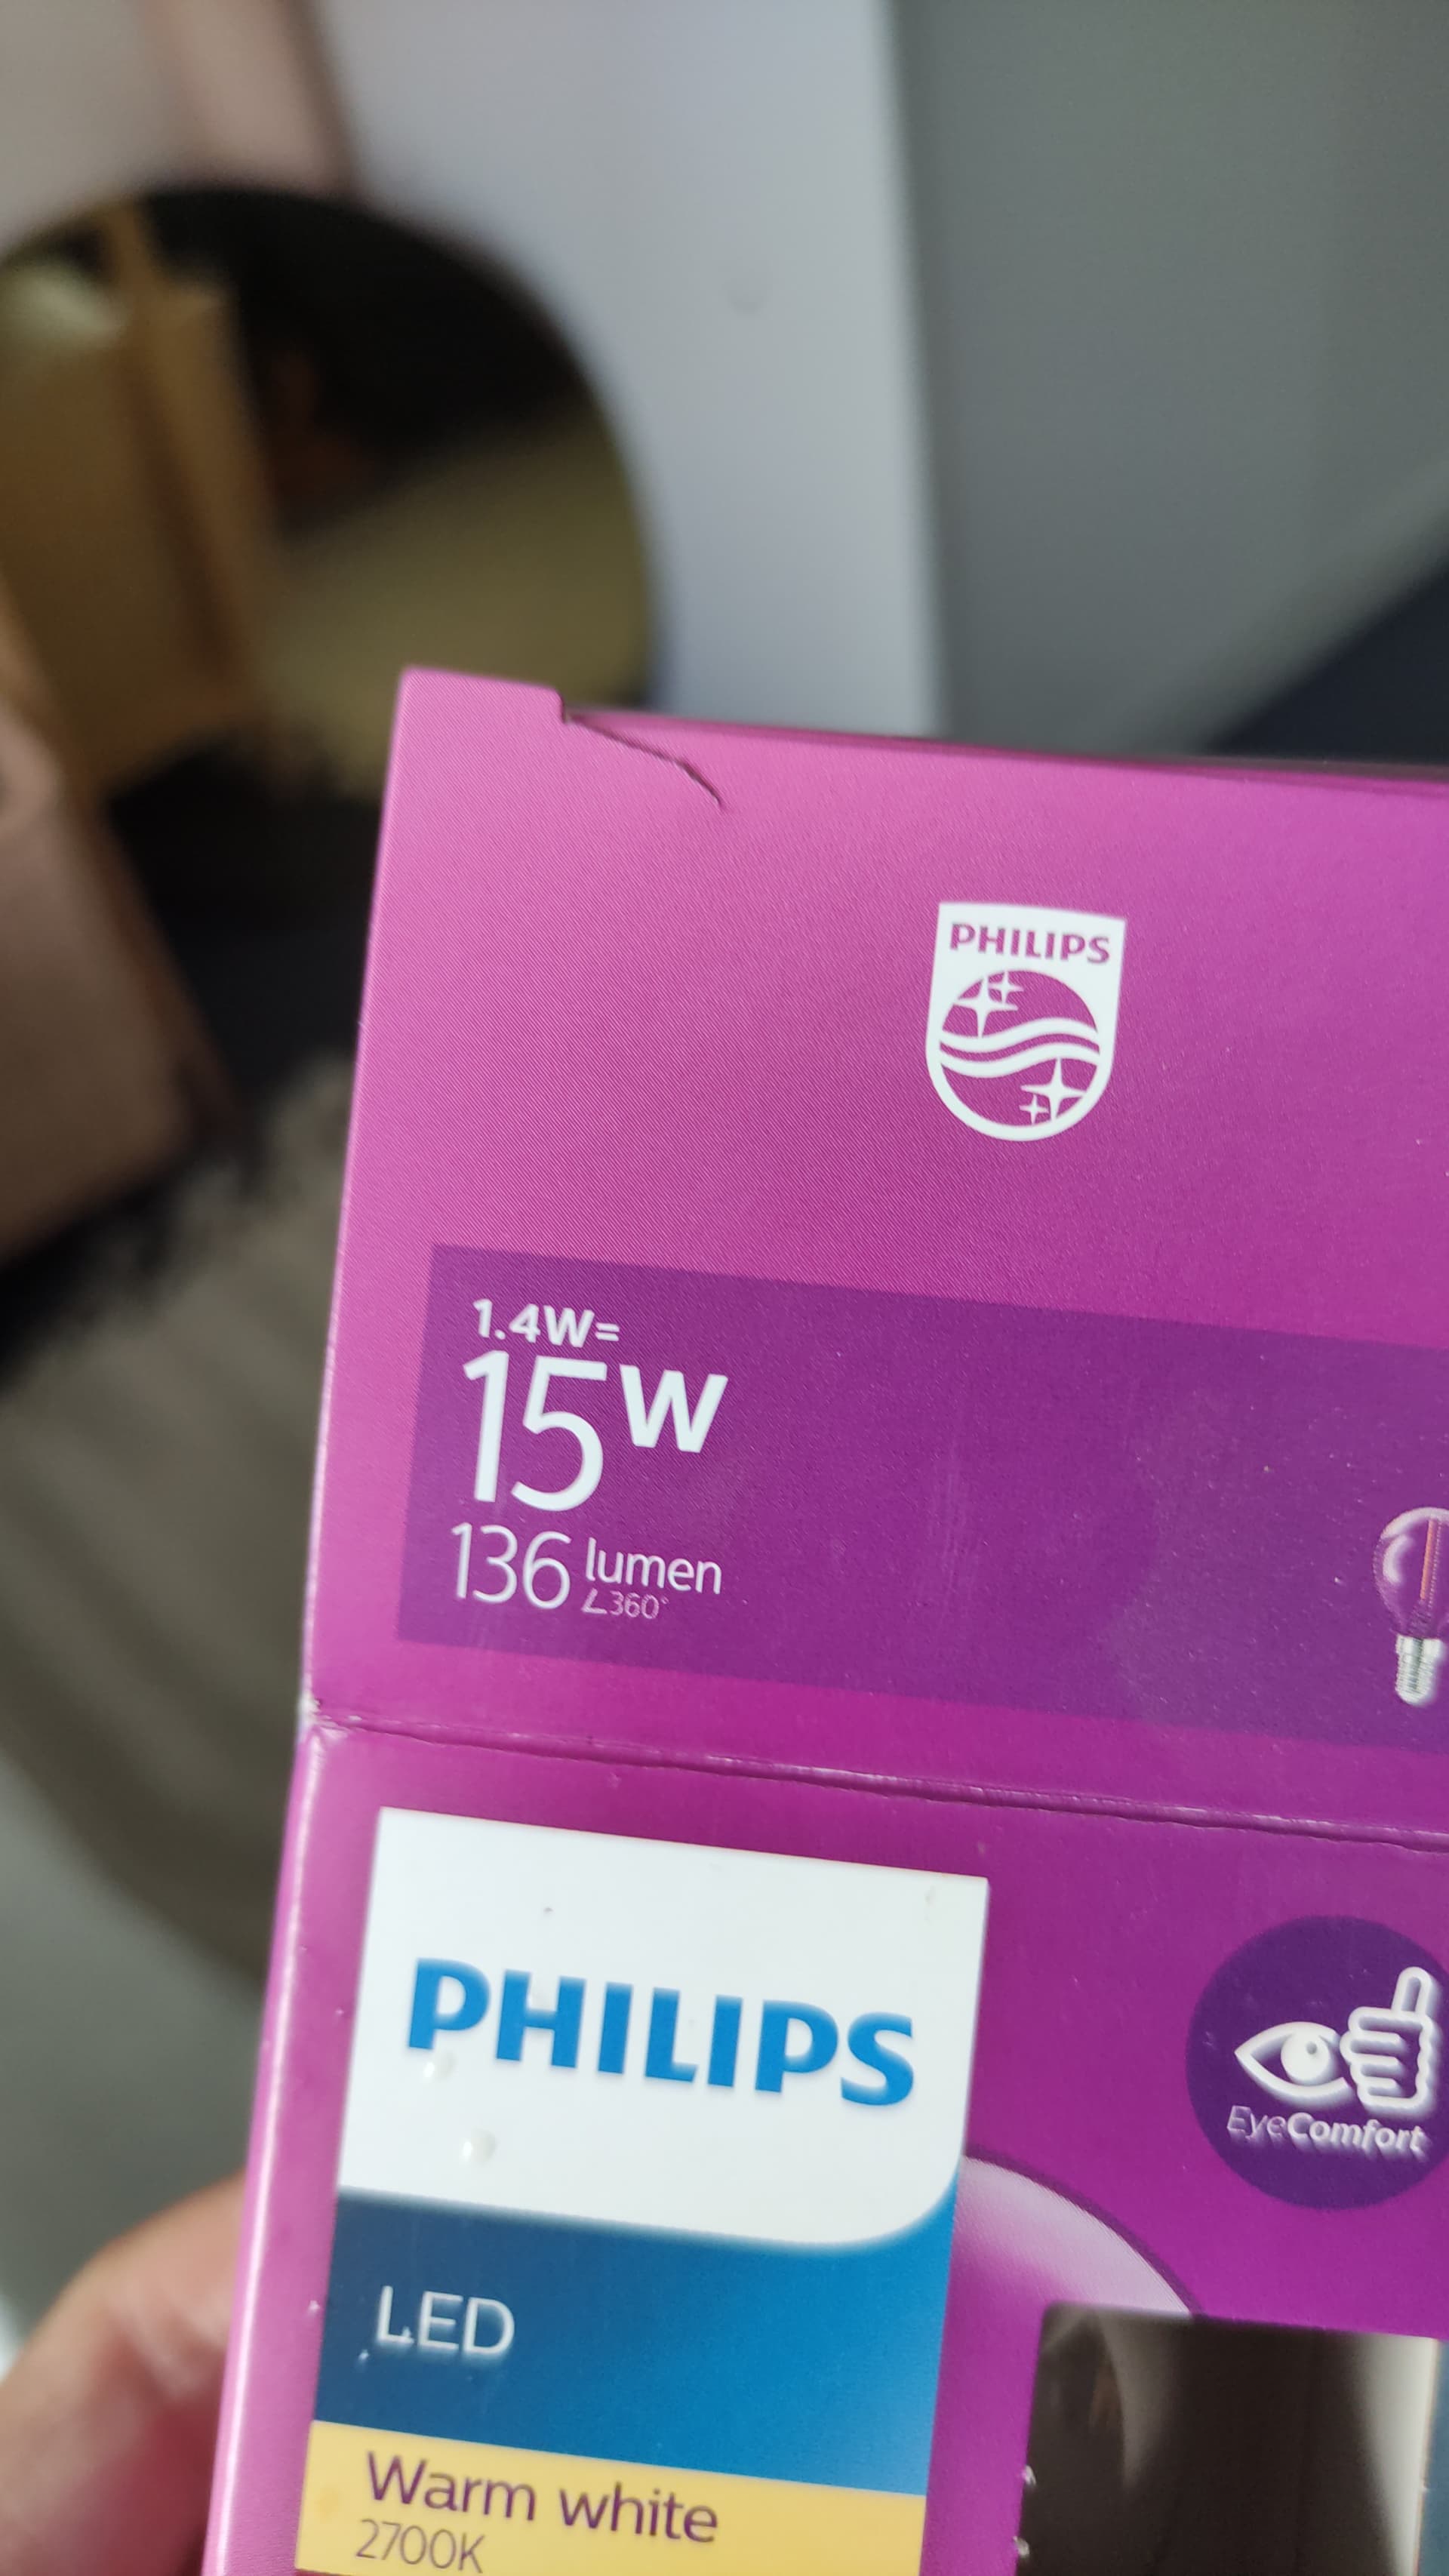 PHILIPS
1.4W=
15W
136 lumen
∠360°
PHILIPS
EyeComfort
LED
Warm white
2700K